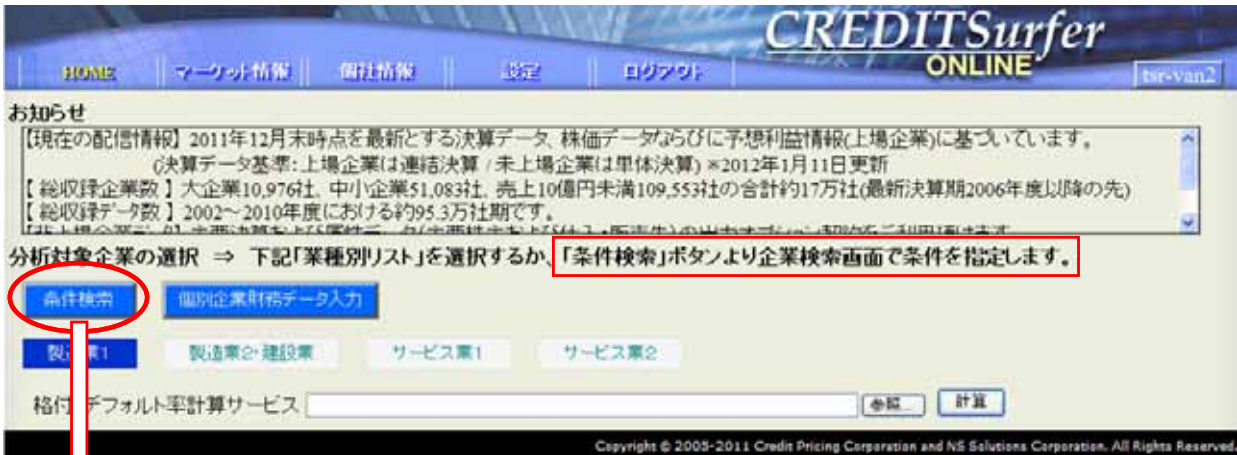 CREDITSurfer
ONLINE
HOME マーケット情報 個社情報 設定 ログアウト tsr-van2
お知らせ
【現在の配信情報】 2011年12月末時点を最新とする決算データ、株価データならびに予想利益情報(上場企業)に基づいています。
(決算データ基準: 上場企業は連結決算 / 未上場企業は単体決算) ※2012年1月11日更新
【 総収録企業数 】 大企業10,976社、中小企業51,083社、売上10億円未満109,553社の合計約17万社(最新決算期2006年度以降の先)
【 総収録データ数 】 2002～2010年度における約95.3万社期です。
分析対象企業の選択 ⇒ 下記「業種別リスト」を選択するか、「条件検索」ボタンより企業検索画面で条件を指定します。
条件検索 個別企業財務データ入力
製造業1 製造業2・建設業 サービス業1 サービス業2
格付 デフォルト率計算サービス 参照... 計算
Copyright © 2005-2011 Credit Pricing Corporation and NS Solutions Corporation. All Rights Reserved.